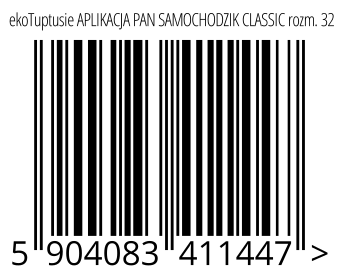 ekoTuptusie APLIKACJA PAN SAMOCHODZIK CLASSIC rozm. 32
5 904083 411447 >